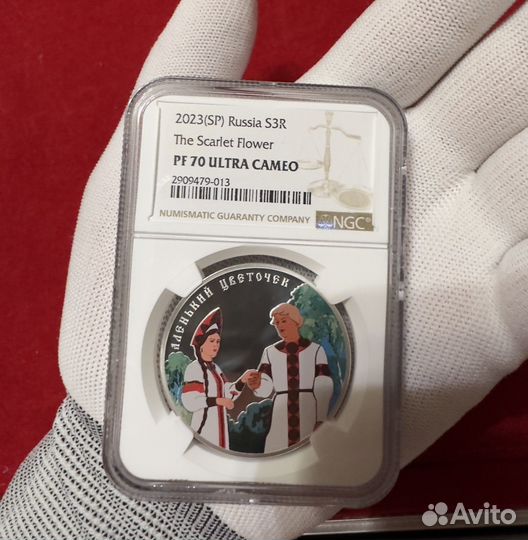 2023(SP) Russia S3R
The Scarlet Flower
PF 70 ULTRA CAMEO
2909479-013
NUMISMATIC GUARANTY COMPANY
NGC
АЛЕНЬКИЙ ЦВЕТОЧЕК
Avito